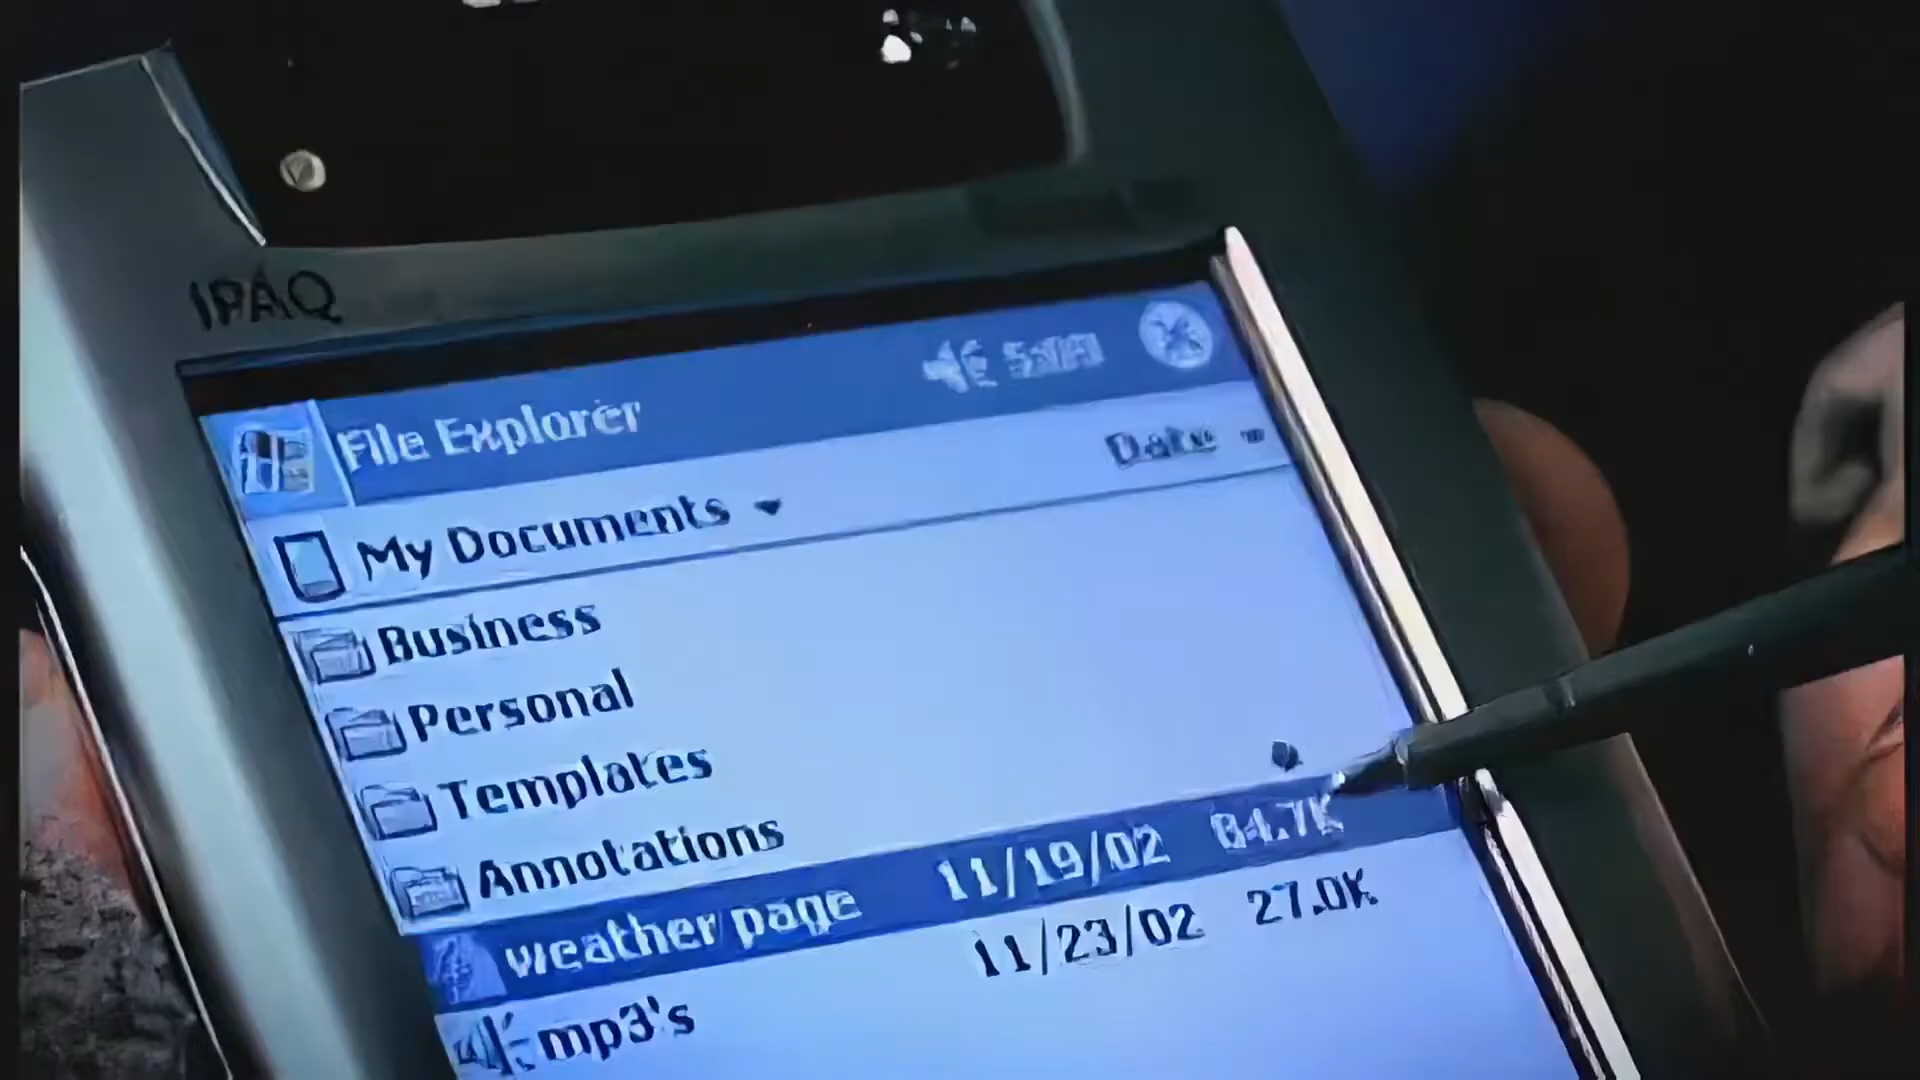 IPAQ
File Explorer
My Documents Date
Business
Personal
Templates
Annotations
weather page 11/19/02
mp3's 11/23/02 27.0K